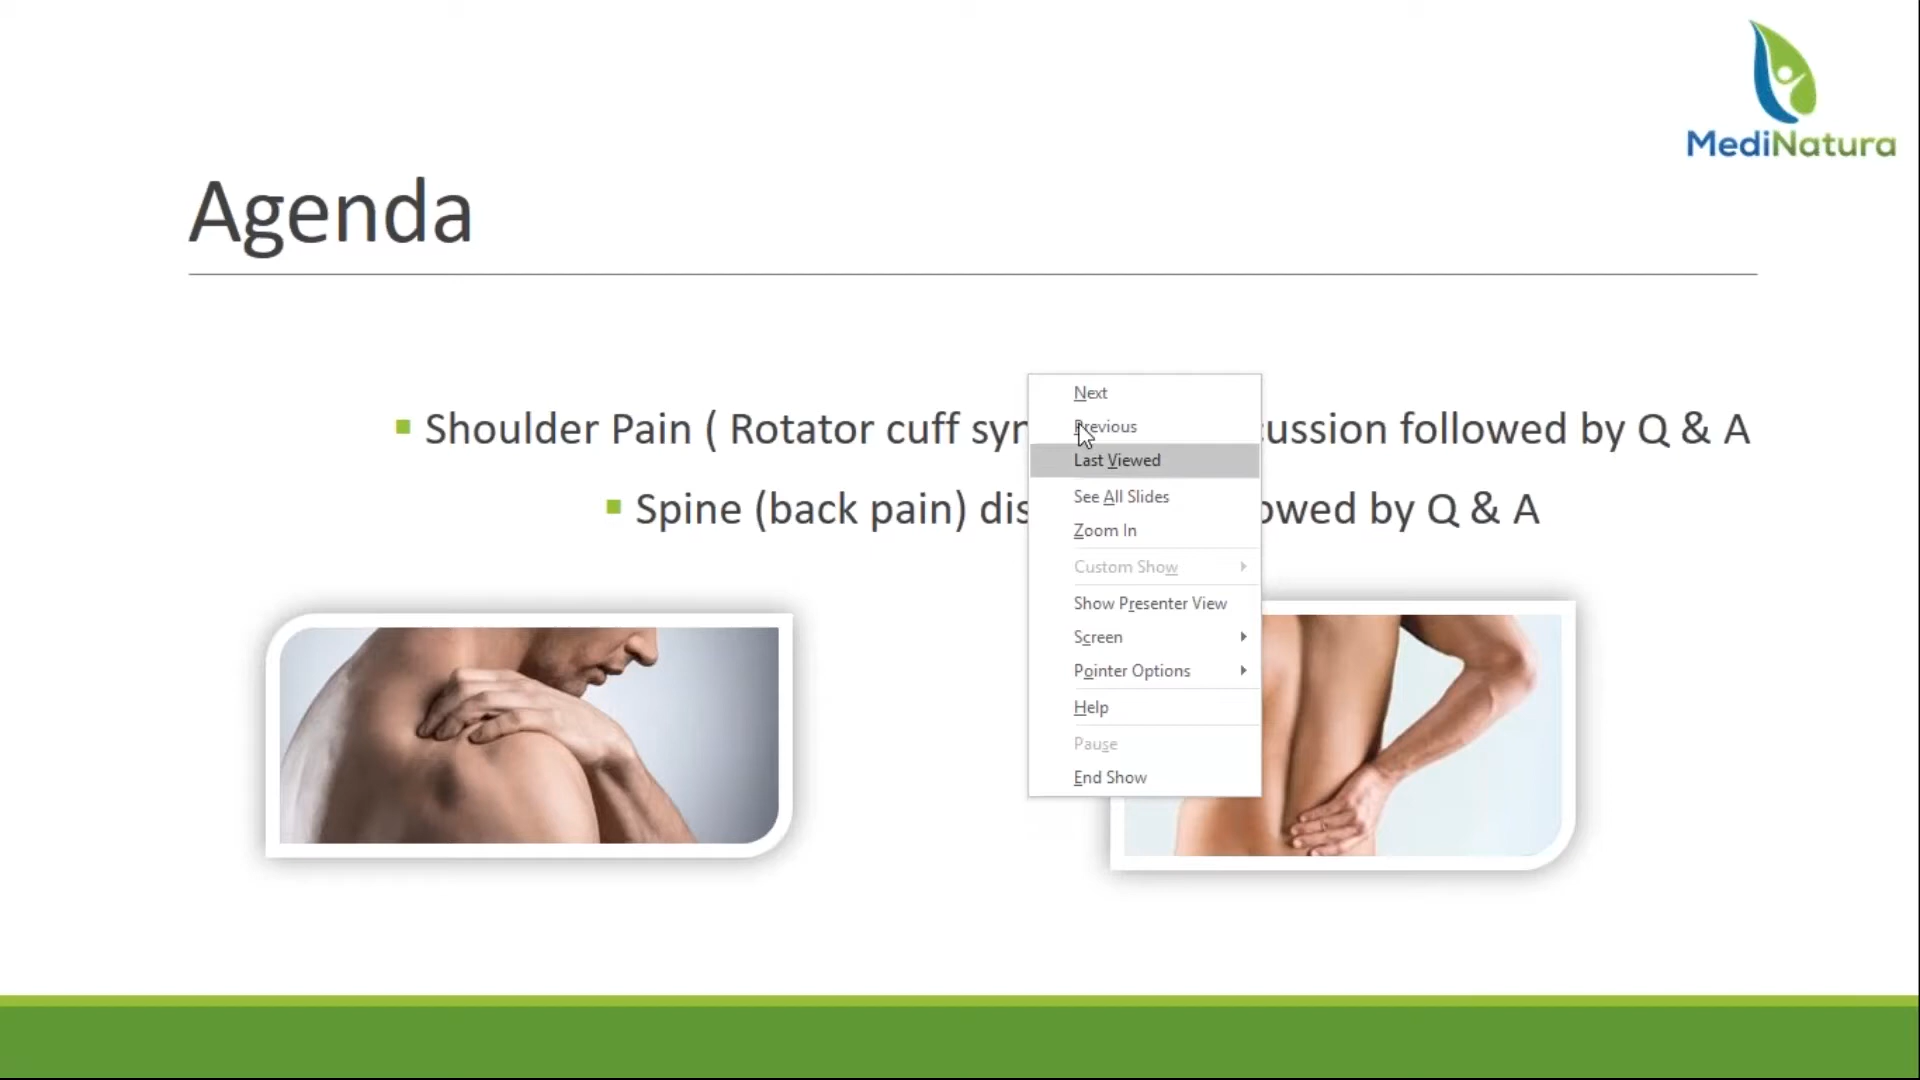 MediNatura
Agenda
Shoulder Pain ( Rotator cuff syn cussion followed by Q & A
Spine (back pain) dis owed by Q & A
Next
Previous
Last Viewed
See All Slides
Zoom In
Custom Show
Show Presenter View
Screen
Pointer Options
Help
Pause
End Show